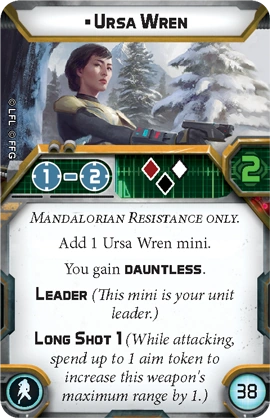 ▪ Ursa Wren
© LFL © FFG
1 – 2
2
Mandalorian Resistance only.
Add 1 Ursa Wren mini.
You gain dauntless.
Leader (This mini is your unit
leader.)
Long Shot 1 (While attacking,
spend up to 1 aim token to
increase this weapon's
maximum range by 1.)
38